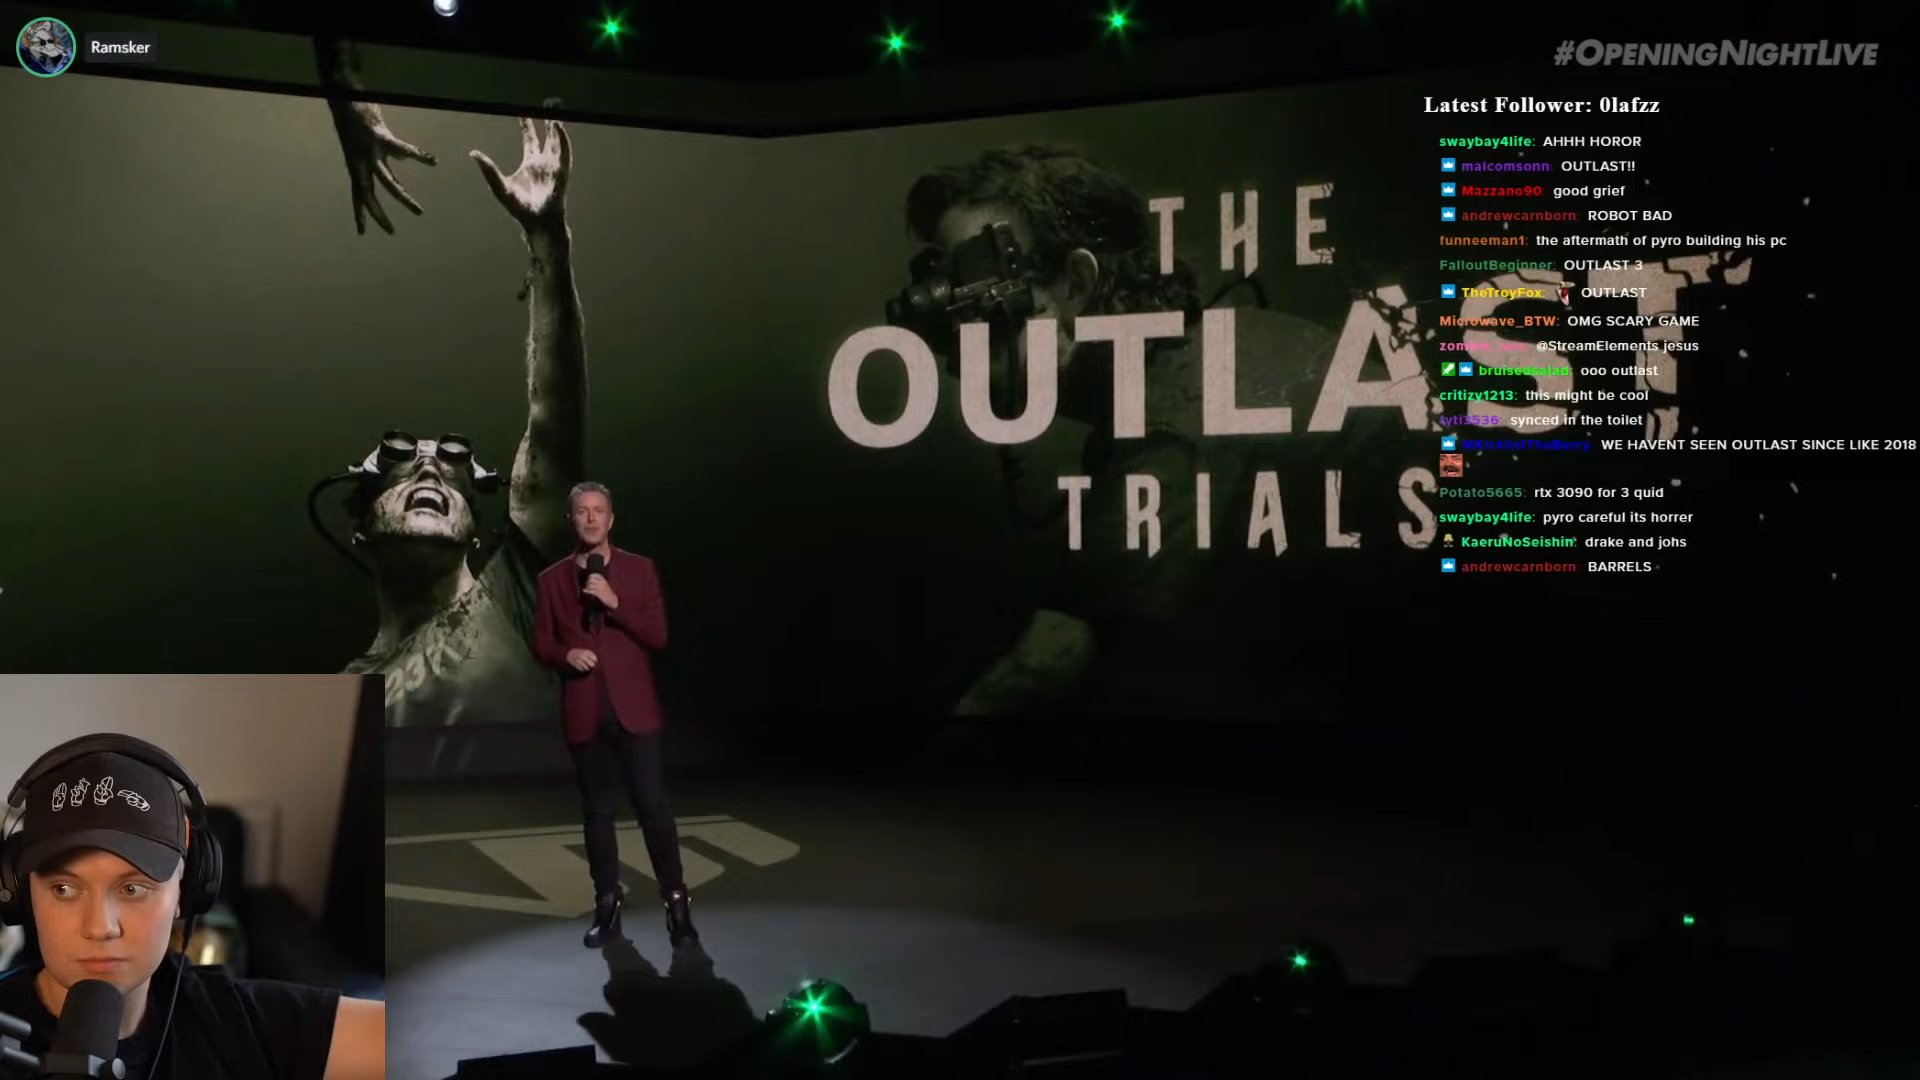 Ramsker
#OPENINGNIGHTLIVE
Latest Follower: 0lafzz
swaybay4life: AHHH HOROR
malcomsonn: OUTLAST!!
Mazzano90: good grief
andrewcarnborn: ROBOT BAD
funneeman1: the aftermath of pyro building his pc
FalloutBeginner: OUTLAST 3
TheTroyFox: OUTLAST
Microwave_BTW: OMG SCARY GAME
@StreamElements jesus
bruisedsalad: ooo outlast
critizy1213: this might be cool
synced in the toilet
WE HAVENT SEEN OUTLAST SINCE LIKE 2018
Potato5665: rtx 3090 for 3 quid
swaybay4life: pyro careful its horrer
KaeruNoSeishin: drake and johs
andrewcarnborn: BARRELS
THE
OUTLAST
TRIALS
23